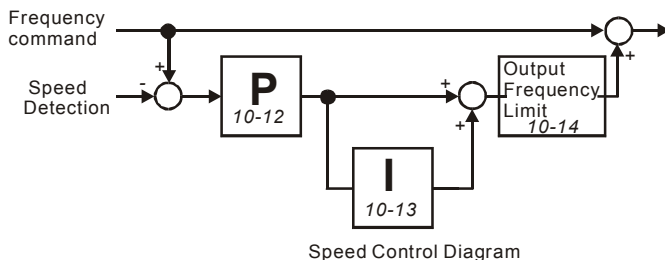 Frequency
command
+
Speed
Detection
-
P
10-12
+
+
I
10-13
Output
Frequency
Limit
10-14
+
Speed Control Diagram